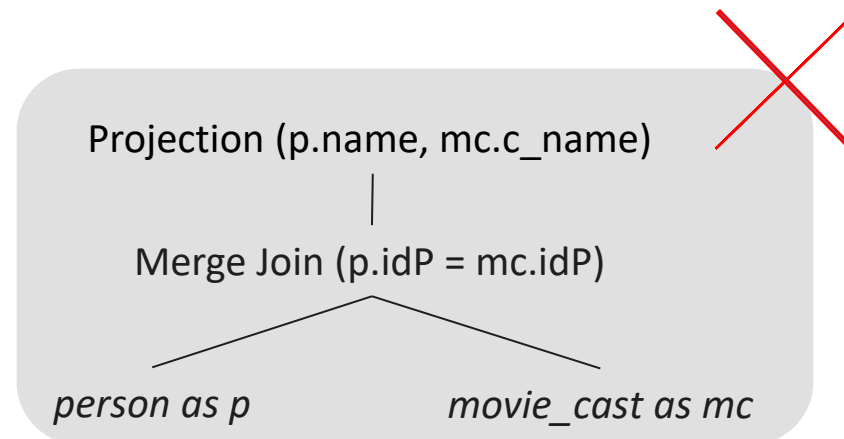 Projection (p.name, mc.c_name)
Merge Join (p.idP = mc.idP)
person as p
movie_cast as mc